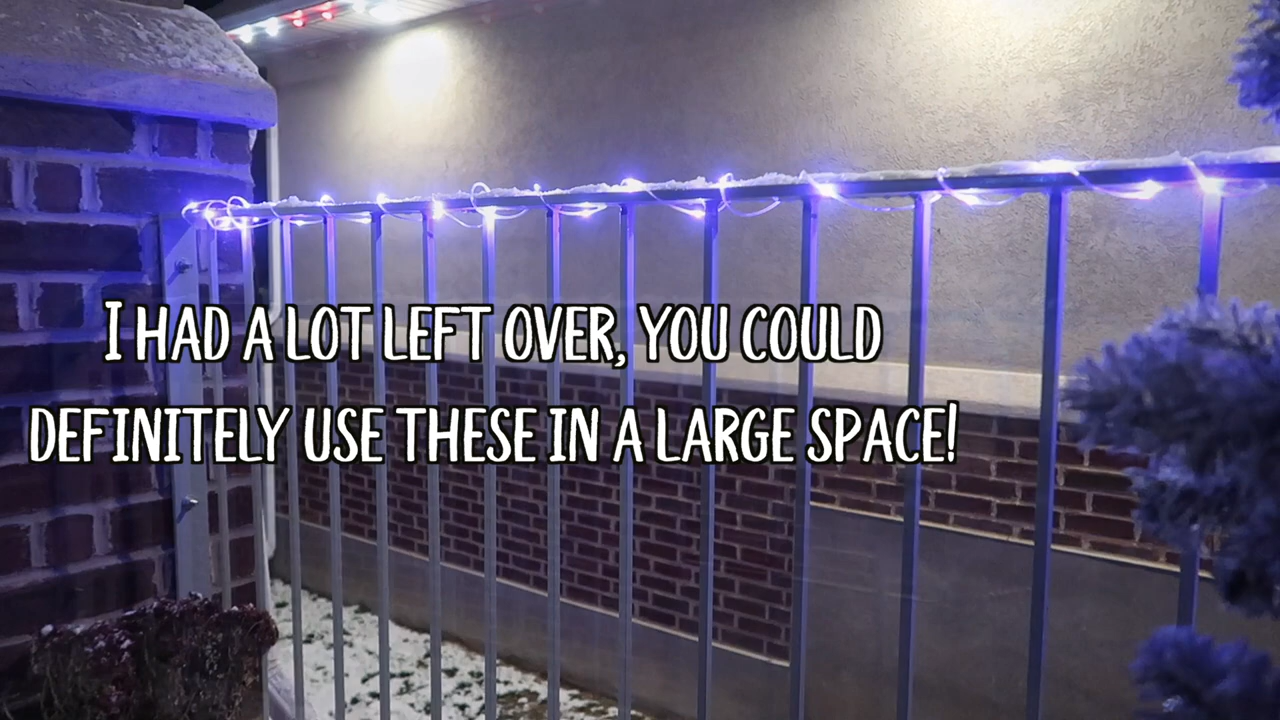 I HAD A LOT LEFT OVER, YOU COULD
DEFINITELY USE THESE IN A LARGE SPACE!